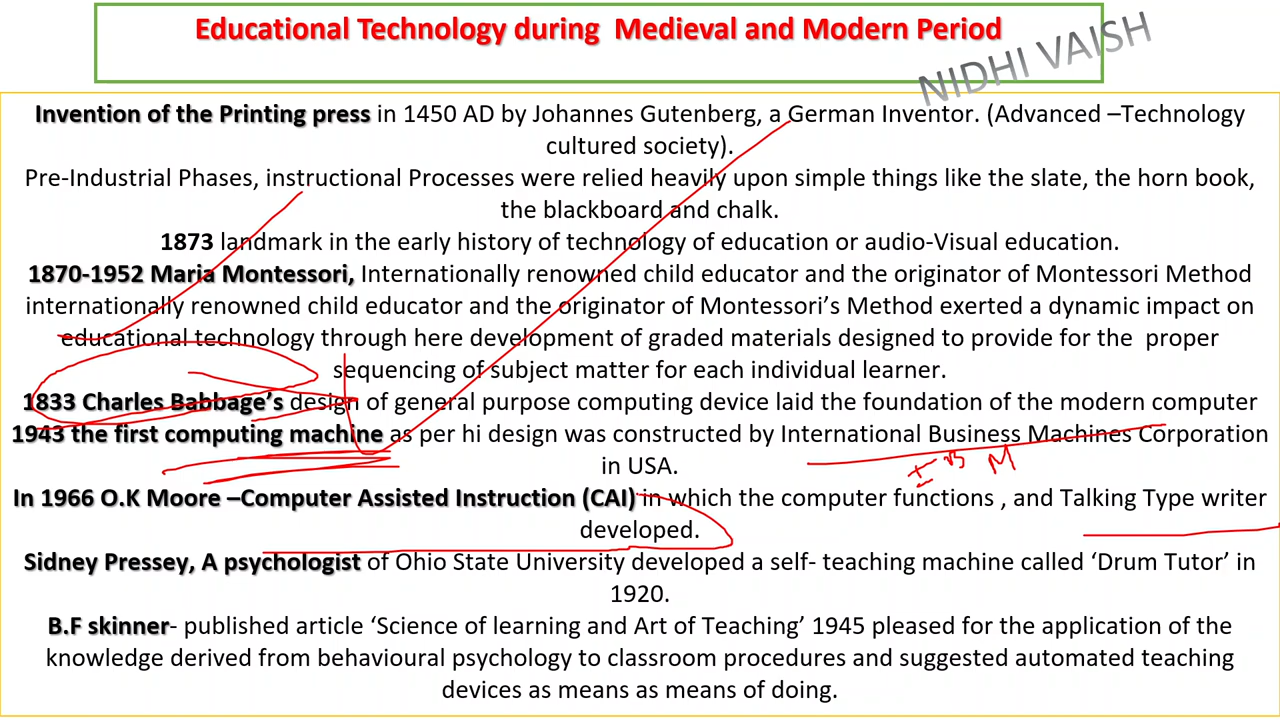 Educational Technology during Medieval and Modern Period
NIDHI VAISH
Invention of the Printing press in 1450 AD by Johannes Gutenberg, a German Inventor. (Advanced –Technology
cultured society).
Pre-Industrial Phases, instructional Processes were relied heavily upon simple things like the slate, the horn book,
the blackboard and chalk.
1873 landmark in the early history of technology of education or audio-Visual education.
1870-1952 Maria Montessori, Internationally renowned child educator and the originator of Montessori Method
internationally renowned child educator and the originator of Montessori’s Method exerted a dynamic impact on
educational technology through here development of graded materials designed to provide for the proper
sequencing of subject matter for each individual learner.
1833 Charles Babbage’s design of general purpose computing device laid the foundation of the modern computer
1943 the first computing machine as per hi design was constructed by International Business Machines Corporation
in USA.
I B M
In 1966 O.K Moore –Computer Assisted Instruction (CAI) in which the computer functions , and Talking Type writer
developed.
Sidney Pressey, A psychologist of Ohio State University developed a self- teaching machine called ‘Drum Tutor’ in
1920.
B.F skinner- published article ‘Science of learning and Art of Teaching’ 1945 pleased for the application of the
knowledge derived from behavioural psychology to classroom procedures and suggested automated teaching
devices as means as means of doing.